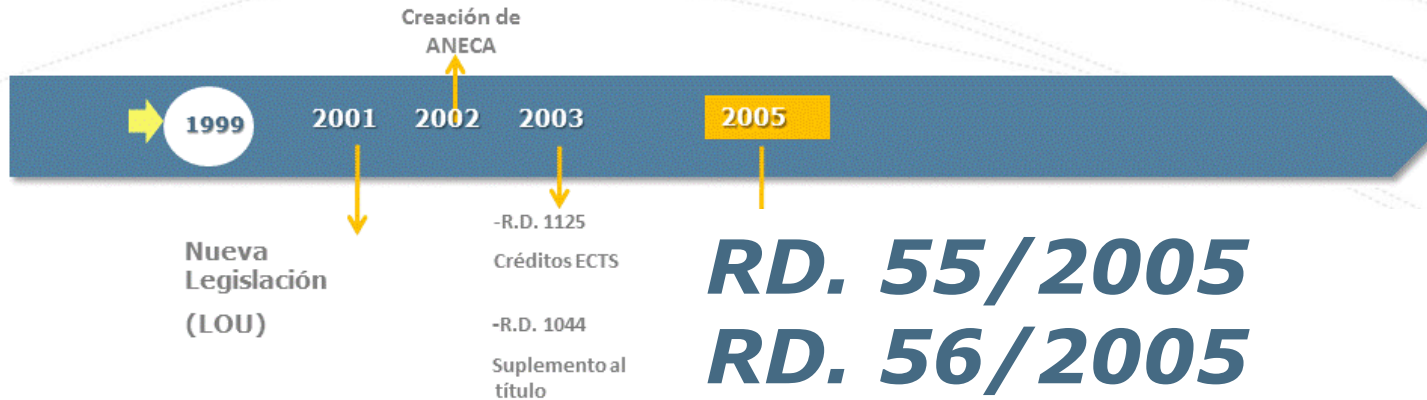 Creación de
ANECA
1999
2001
2002
2003
2005
Nueva
Legislación
(LOU)
-R.D. 1125
Créditos ECTS
-R.D. 1044
Suplemento al
título
RD. 55/2005
RD. 56/2005